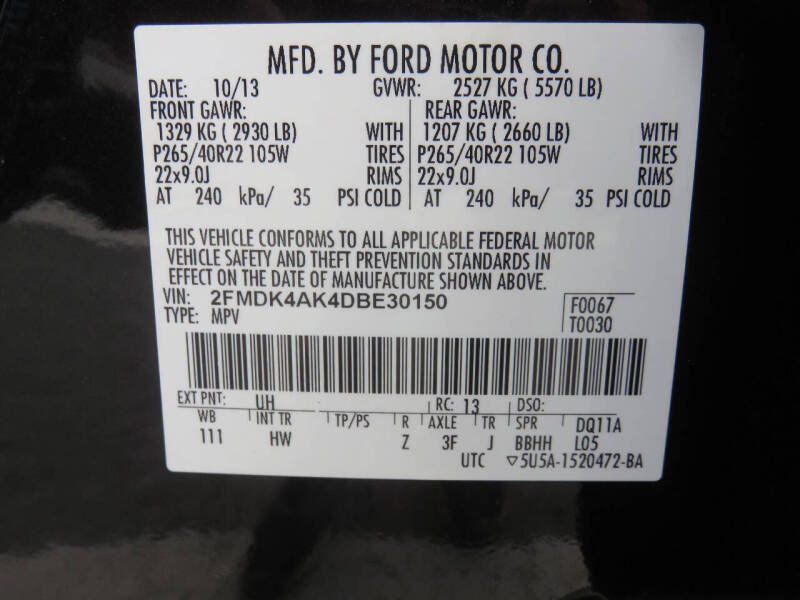 MFD. BY FORD MOTOR CO.
DATE: 10/13 GVWR: 2527 KG ( 5570 LB)
FRONT GAWR: REAR GAWR:
1329 KG ( 2930 LB) WITH 1207 KG ( 2660 LB) WITH
P265/40R22 105W TIRES P265/40R22 105W TIRES
22x9.0J RIMS 22x9.0J RIMS
AT 240 kPa/ 35 PSI COLD AT 240 kPa/ 35 PSI COLD
THIS VEHICLE CONFORMS TO ALL APPLICABLE FEDERAL MOTOR
VEHICLE SAFETY AND THEFT PREVENTION STANDARDS IN
EFFECT ON THE DATE OF MANUFACTURE SHOWN ABOVE.
VIN: 2FMDK4AK4DBE30150 F0067
TYPE: MPV T0030
EXT PNT: UH RC: 13 DSO:
WB INT TR TP/PS R AXLE TR SPR DQ11A
111 HW Z 3F J BBHH L05
UTC ▽5U5A-1520472-BA